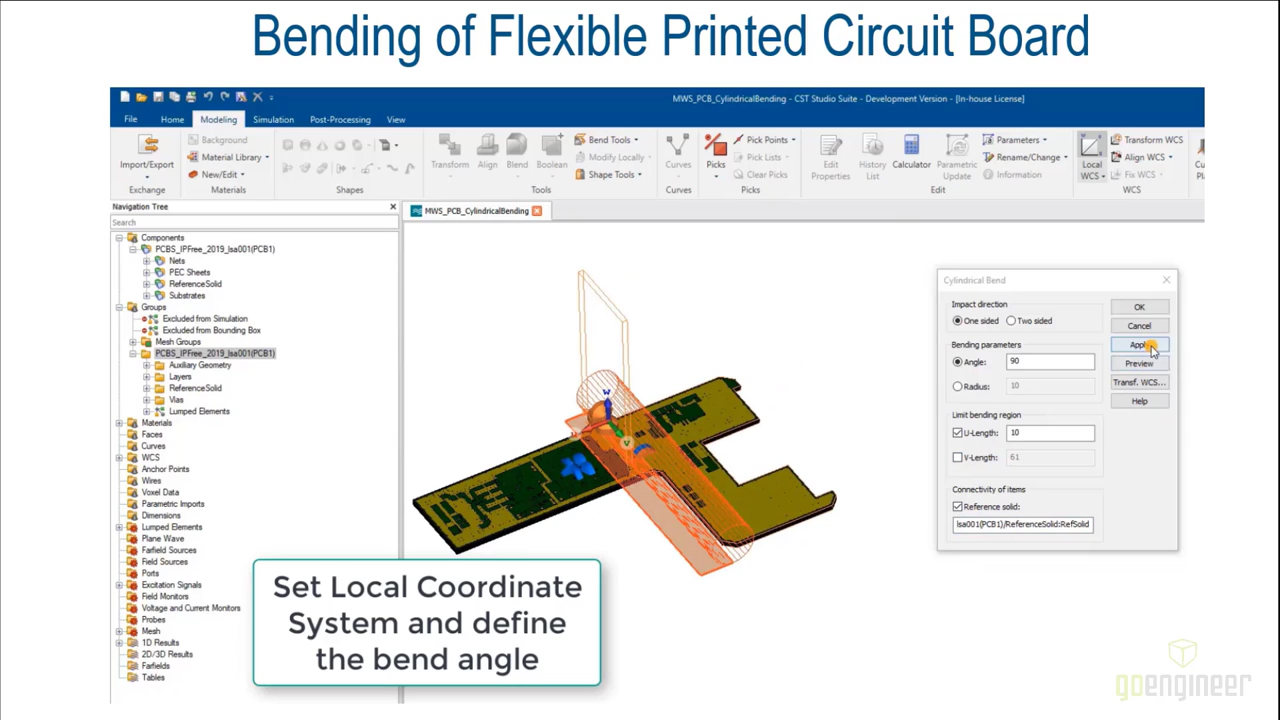 Bending of Flexible Printed Circuit Board
MWS_PCB_CylindricalBending - CST Studio Suite - Development Version - [In-house License]
File Home Modeling Simulation Post-Processing View
Import/Export
Exchange
Background
Material Library
New/Edit
Materials
Shapes
Transform
Align
Blend
Boolean
Bend Tools
Modify Locally
Shape Tools
Tools
Curves
Curves
Picks
Pick Points
Pick Lists
Clear Picks
Picks
Edit
Properties
History
List
Calculator
Parametric
Update
Parameters
Rename/Change
Information
Edit
Local
WCS
Transform WCS
Align WCS
Fix WCS
WCS
Navigation Tree
Search
MWS_PCB_CylindricalBending
Components
PCBS_IPFree_2019_lsa001(PCB1)
Nets
PEC Sheets
ReferenceSolid
Substrates
Groups
Excluded from Simulation
Excluded from Bounding Box
Mesh Groups
PCBS_IPFree_2019_lsa001(PCB1)
Auxiliary Geometry
Layers
ReferenceSolid
Vias
Lumped Elements
Materials
Faces
Curves
WCS
Anchor Points
Wires
Voxel Data
Parametric Imports
Dimensions
Lumped Elements
Plane Wave
Farfield Sources
Field Sources
Ports
Excitation Signals
Field Monitors
Voltage and Current Monitors
Probes
Mesh
1D Results
2D/3D Results
Farfields
Tables
w
v
Cylindrical Bend
Impact direction
One sided Two sided
Bending parameters
Angle: 90
Radius: 10
Limit bending region
U-Length: 10
V-Length: 61
Connectivity of items
Reference solid:
lsa001(PCB1)/ReferenceSolid:RefSolid
OK
Cancel
Preview
Transf. WCS...
Help
Set Local Coordinate
System and define
the bend angle
goengineer